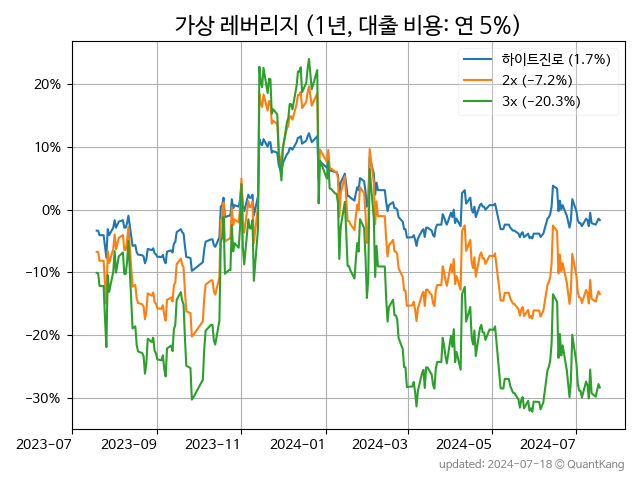 가상 레버리지 (1년, 대출 비용: 연 5%)
하이트진로 (1.7%)
2x (−7.2%)
3x (−20.3%)
20%
10%
0%
−10%
−20%
−30%
2023-07 2023-09 2023-11 2024-01 2024-03 2024-05 2024-07
updated: 2024-07-18 © QuantKang